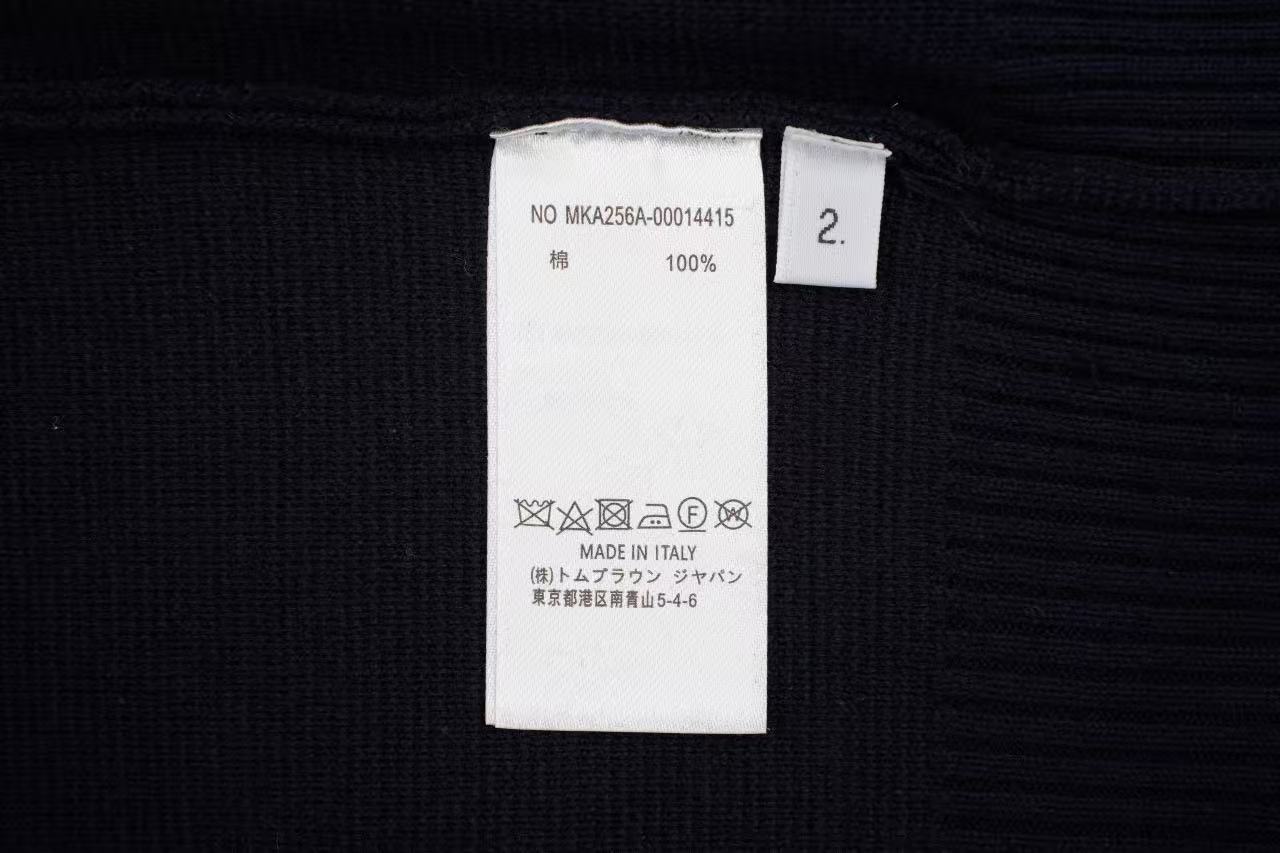 NO MKA256A-00014415
棉 100%
F W
MADE IN ITALY
(株)トムブラウン ジャパン
東京都港区南青山5-4-6
2.